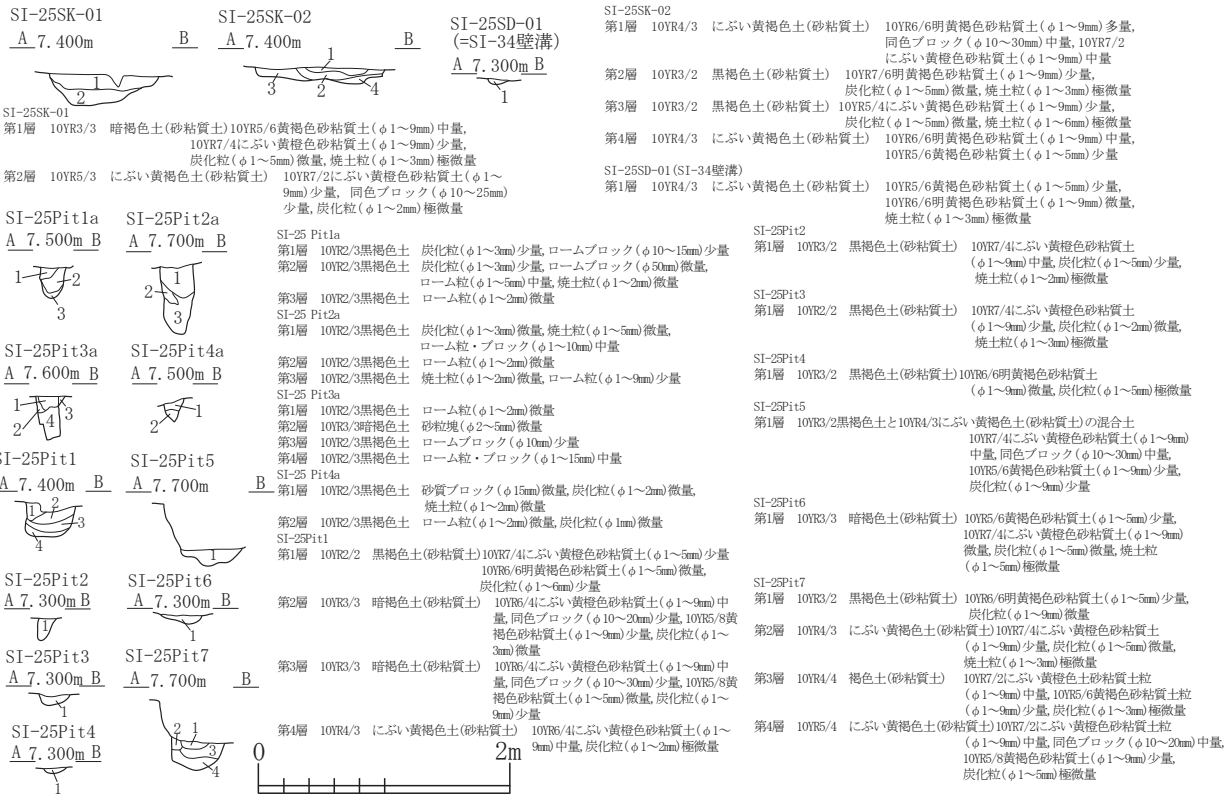 SI-25SK-01
A 7.400m B
1
2
SI-25SK-02
A 7.400m B
1
3 2 4
SI-25SD-01
(=SI-34壁溝)
A 7.300m B
1
SI-25SK-01
第1層 10YR3/3 暗褐色土(砂粘質土)10YR5/6黄褐色砂粘質土(φ1～9㎜)中量,
10YR7/4にぶい黄橙色砂粘質土(φ1～9㎜)少量,
炭化粒(φ1～5㎜)微量,焼土粒(φ1～3㎜)極微量
第2層 10YR5/3 にぶい黄褐色土(砂粘質土) 10YR7/2にぶい黄橙色砂粘質土(φ1～
9㎜)少量, 同色ブロック(φ10～25㎜)
少量,炭化粒(φ1～2㎜)極微量
SI-25Pit1a
A 7.500m B
1 2
3
SI-25Pit2a
A 7.700m B
1
2
3
SI-25Pit3a
A 7.600m B
1 3
2 4
SI-25Pit4a
A 7.500m B
1
2
SI-25Pit1
A 7.400m B
1 2
3
4
SI-25Pit5
A 7.700m B
1
SI-25Pit2
A 7.300m B
1
SI-25Pit6
A 7.300m B
1
SI-25Pit3
A 7.300m B
1
SI-25Pit7
A 7.700m B
2 1
3
4
SI-25Pit4
A 7.300m B
1
SI-25 Pit1a
第1層 10YR2/3黒褐色土 炭化粒(φ1～3㎜)少量,ロームブロック(φ10～15㎜)少量
第2層 10YR2/3黒褐色土 炭化粒(φ1～3㎜)少量,ロームブロック(φ50㎜)微量,
ローム粒(φ1～5㎜)中量,焼土粒(φ1～2㎜)微量
第3層 10YR2/3黒褐色土 ローム粒(φ1～2㎜)微量
SI-25 Pit2a
第1層 10YR2/3黒褐色土 炭化粒(φ1～3㎜)微量,焼土粒(φ1～5㎜)微量,
ローム粒・ブロック(φ1～10㎜)中量
第2層 10YR2/3黒褐色土 ローム粒(φ1～2㎜)微量
第3層 10YR2/3黒褐色土 焼土粒(φ1～2㎜)微量,ローム粒(φ1～9㎜)少量
SI-25 Pit3a
第1層 10YR2/3黒褐色土 ローム粒(φ1～2㎜)微量
第2層 10YR3/3暗褐色土 砂粒塊(φ2～5㎜)微量
第3層 10YR2/3黒褐色土 ロームブロック(φ10㎜)少量
第4層 10YR2/3黒褐色土 ローム粒・ブロック(φ1～15㎜)中量
SI-25 Pit4a
第1層 10YR2/3黒褐色土 砂質ブロック(φ15㎜)微量,炭化粒(φ1～2㎜)微量,
焼土粒(φ1～2㎜)微量
第2層 10YR2/3黒褐色土 ローム粒(φ1～2㎜)微量,炭化粒(φ1㎜)微量
SI-25Pit1
第1層 10YR2/2 黒褐色土(砂粘質土)10YR7/4にぶい黄橙色砂粘質土(φ1～5㎜)少量
10YR6/6明黄褐色砂粘質土(φ1～5㎜)微量,
炭化粒(φ1～6㎜)少量
第2層 10YR3/3 暗褐色土(砂粘質土) 10YR6/4にぶい黄橙色砂粘質土(φ1～9㎜)中
量,同色ブロック(φ10～20㎜)少量,10YR5/8黄
褐色砂粘質土(φ1～9㎜)少量,炭化粒(φ1～
3㎜)微量
第3層 10YR3/3 暗褐色土(砂粘質土) 10YR6/4にぶい黄橙色砂粘質土(φ1～9㎜)中
量,同色ブロック(φ10～30㎜)少量,10YR5/8黄
褐色砂粘質土(φ1～5㎜)微量,炭化粒(φ1～
9㎜)少量
第4層 10YR4/3 にぶい黄褐色土(砂粘質土) 10YR6/4にぶい黄橙色砂粘質土(φ1～
9㎜)中量,炭化粒(φ1～2㎜)極微量
0 2m
SI-25SK-02
第1層 10YR4/3 にぶい黄褐色土(砂粘質土) 10YR6/6明黄褐色砂粘質土(φ1～9㎜)多量,
同色ブロック(φ10～30㎜)中量,10YR7/2
にぶい黄橙色砂粘質土(φ1～9㎜)中量
第2層 10YR3/2 黒褐色土(砂粘質土) 10YR7/6明黄褐色砂粘質土(φ1～9㎜)少量,
炭化粒(φ1～5㎜)微量,焼土粒(φ1～3㎜)極微量
第3層 10YR3/2 黒褐色土(砂粘質土) 10YR5/4にぶい黄褐色砂粘質土(φ1～9㎜)少量,
炭化粒(φ1～5㎜)微量,焼土粒(φ1～6㎜)極微量
第4層 10YR4/3 にぶい黄褐色土(砂粘質土) 10YR6/6明黄褐色砂粘質土(φ1～9㎜)中量,
10YR5/6黄褐色砂粘質土(φ1～5㎜)少量
SI-25SD-01(SI-34壁溝)
第1層 10YR4/3 にぶい黄褐色土(砂粘質土) 10YR5/6黄褐色砂粘質土(φ1～5㎜)少量,
10YR6/6明黄褐色砂粘質土(φ1～9㎜)微量,
焼土粒(φ1～3㎜)極微量
SI-25Pit2
第1層 10YR3/2 黒褐色土(砂粘質土) 10YR7/4にぶい黄橙色砂粘質土
(φ1～9㎜)中量,炭化粒(φ1～5㎜)少量,
焼土粒(φ1～2㎜)極微量
SI-25Pit3
第1層 10YR2/2 黒褐色土(砂粘質土) 10YR7/4にぶい黄橙色砂粘質土
(φ1～9㎜)少量,炭化粒(φ1～2㎜)微量,
焼土粒(φ1～3㎜)極微量
SI-25Pit4
第1層 10YR3/2 黒褐色土(砂粘質土)10YR6/6明黄褐色砂粘質土
(φ1～9㎜)微量,炭化粒(φ1～5㎜)極微量
SI-25Pit5
第1層 10YR3/2黒褐色土と10YR4/3にぶい黄褐色土(砂粘質土)の混合土
10YR7/4にぶい黄橙色砂粘質土(φ1～9㎜)
中量,同色ブロック(φ10～30㎜)中量,
10YR5/6黄褐色砂粘質土(φ1～9㎜)少量,
炭化粒(φ1～9㎜)少量
SI-25Pit6
第1層 10YR3/3 暗褐色土(砂粘質土) 10YR5/6黄褐色砂粘質土(φ1～5㎜)少量,
10YR7/4にぶい黄橙色砂粘質土(φ1～9㎜)
微量,炭化粒(φ1～5㎜)微量,焼土粒
(φ1～5㎜)極微量
SI-25Pit7
第1層 10YR3/2 黒褐色土(砂粘質土) 10YR6/6明黄褐色砂粘質土(φ1～5㎜)少量,
炭化粒(φ1～9㎜)微量
第2層 10YR4/3 にぶい黄褐色土(砂粘質土)10YR7/4にぶい黄橙色砂粘質土
(φ1～9㎜)少量,炭化粒(φ1～5㎜)微量,
焼土粒(φ1～3㎜)極微量
第3層 10YR4/4 褐色土(砂粘質土) 10YR7/2にぶい黄橙色土砂粘質土粒
(φ1～9㎜)中量,10YR5/6黄褐色砂粘質土粒
(φ1～9㎜)少量,炭化粒(φ1～3㎜)極微量
第4層 10YR5/4 にぶい黄褐色土(砂粘質土)10YR7/2にぶい黄橙色砂粘質土粒
(φ1～9㎜)中量,同色ブロック(φ10～20㎜)中量,
10YR5/8黄褐色砂粘質土(φ1～9㎜)少量,
炭化粒(φ1～5㎜)極微量